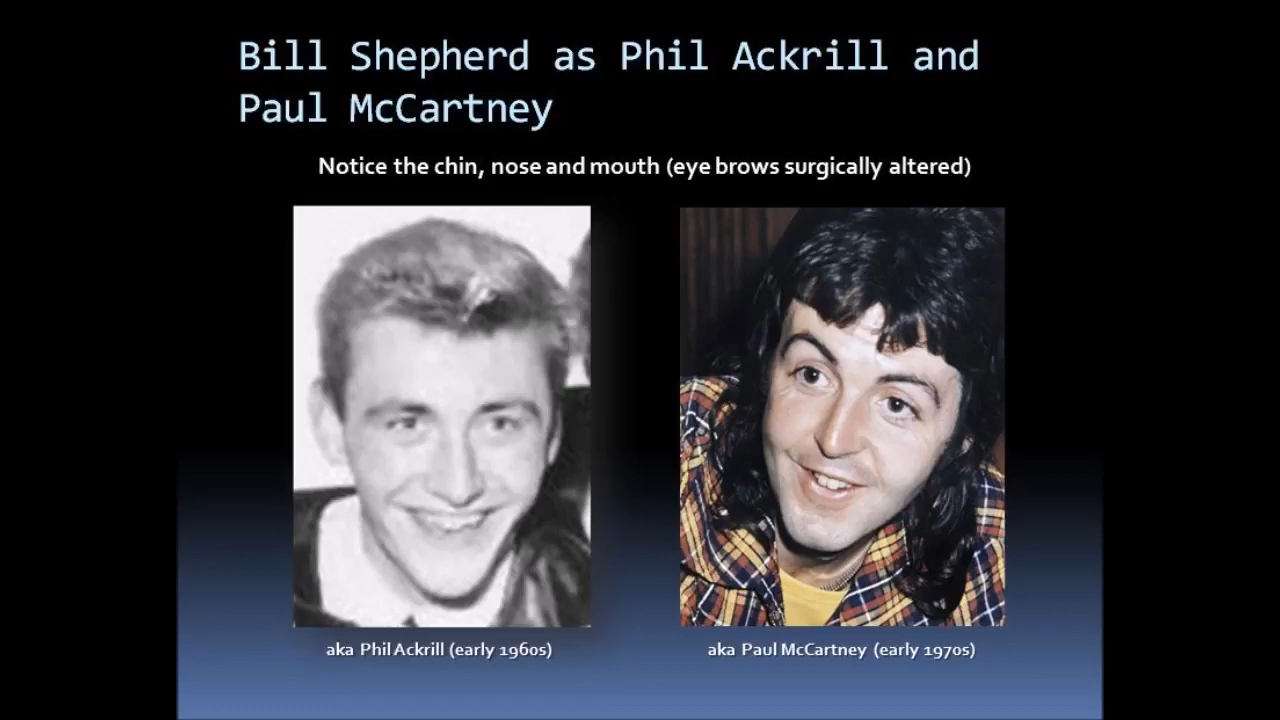 Bill Shepherd as Phil Ackrill and
Paul McCartney
Notice the chin, nose and mouth (eye brows surgically altered)
aka Phil Ackrill (early 1960s)
aka Paul McCartney (early 1970s)